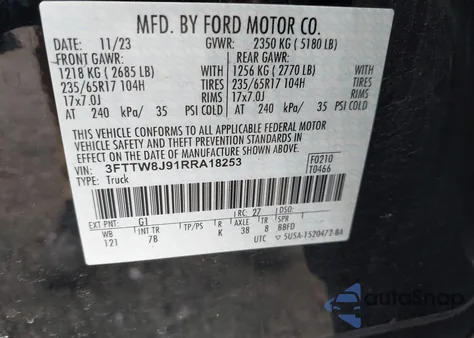 MFD. BY FORD MOTOR CO.
DATE: 11/23 GVWR: 2350 KG ( 5180 LB)
FRONT GAWR: REAR GAWR:
1218 KG ( 2685 LB) WITH 1256 KG ( 2770 LB) WITH
235/65R17 104H TIRES 235/65R17 104H TIRES
17x7.0J RIMS 17x7.0J RIMS
AT 240 kPa/ 35 PSI COLD AT 240 kPa/ 35 PSI COLD
THIS VEHICLE CONFORMS TO ALL APPLICABLE FEDERAL MOTOR
VEHICLE SAFETY AND BUMPER STANDARDS IN EFFECT ON THE DATE OF
MANUFACTURE SHOWN ABOVE.
VIN: 3FTTW8J91RRA18253 F0210
TYPE: Truck T0466
EXT PNT: G1 RC: 27 DSO:
WB INT TR TP/PS R AXLE TR SPR
121 7B K 38 8 BBFD
UTC 5USA-1520472-BA
autoSnap